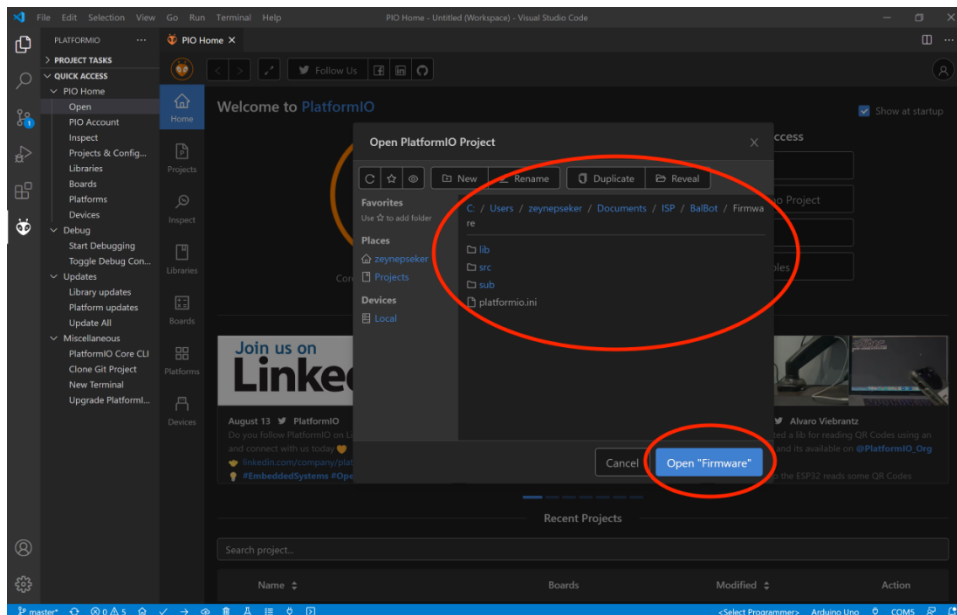 File Edit Selection View Go Run Terminal Help
PIO Home - Untitled (Workspace) - Visual Studio Code
PLATFORMIO
PIO Home
PROJECT TASKS
QUICK ACCESS
PIO Home
Open
PIO Account
Inspect
Projects & Config...
Libraries
Boards
Platforms
Devices
Debug
Start Debugging
Toggle Debug Con...
Updates
Library updates
Platform updates
Update All
Miscellaneous
PlatformIO Core CLI
Clone Git Project
New Terminal
Upgrade PlatformI...
Follow Us
Home
Projects
Inspect
Libraries
Boards
Platforms
Devices
Welcome to PlatformIO
Show at startup
Open PlatformIO Project
New Rename Duplicate Reveal
Favorites
Use ☆ to add folder
Places
zeynepseker
Projects
Devices
Local
C: / Users / zeynepseker / Documents / ISP / BalBot / Firmwa
re
lib
src
sub
platformio.ini
Cancel
Open "Firmware"
ccess
Project
Join us on
Linke
August 13 PlatformIO
Do you follow PlatformIO on L
and connect with us today
linkedin.com/company/pla
#EmbeddedSystems #Ope
Alvaro Viebrantz
ted a lib for reading QR Codes using an
and its available on @PlatformIO_Org
the ESP32 reads some QR Codes
Recent Projects
Search project..
Name Boards Modified Action
master* 0 5
<Select Programmer> Arduino Uno COM5